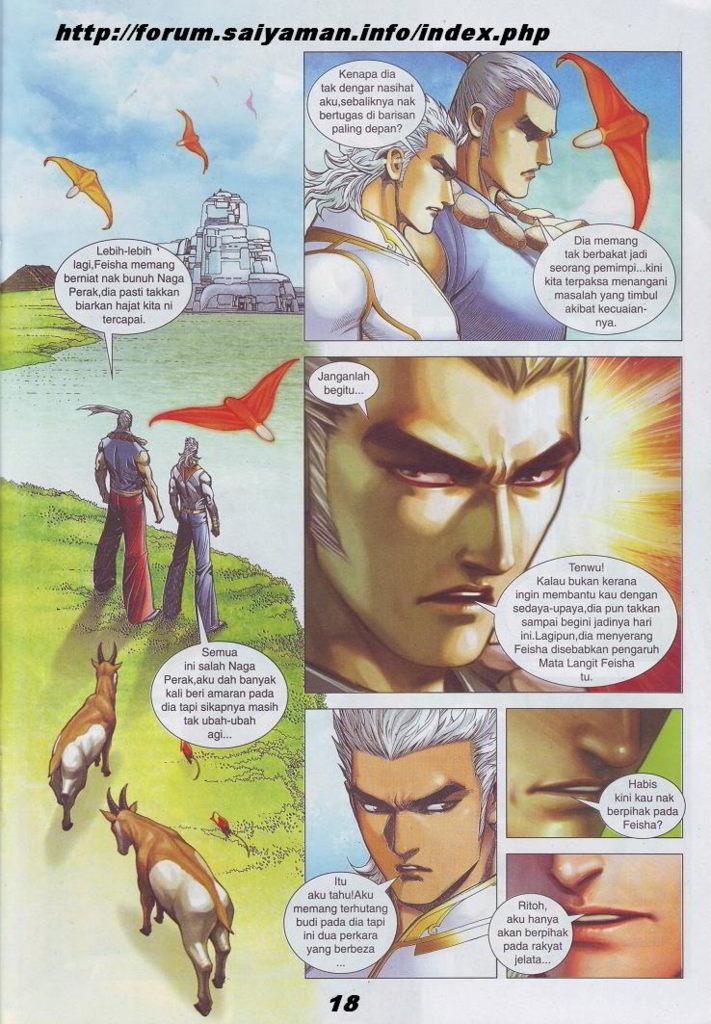 http://forum.saiyaman.info/index.php
Lebih-lebih
lagi,Feisha memang
berniat nak bunuh Naga
Perak,dia pasti takkan
biarkan hajat kita ni
tercapai.
Semua
ini salah Naga
Perak,aku dah banyak
kali beri amaran pada
dia tapi sikapnya masih
tak ubah-ubah
agi...
Kenapa dia
tak dengar nasihat
aku,sebaliknya nak
bertugas di barisan
paling depan?
Dia memang
tak berbakat jadi
seorang pemimpi...kini
kita terpaksa menangani
masalah yang timbul
akibat kecuaian-
nya.
Janganlah
begitu...
Tenwu!
Kalau bukan kerana
ingin membantu kau dengan
sedaya-upaya,dia pun takkan
sampai begini jadinya hari
ini.Lagipun,dia menyerang
Feisha disebabkan pengaruh
Mata Langit Feisha
tu.
Itu
aku tahu!Aku
memang terhutang
budi pada dia tapi
ini dua perkara
yang berbeza
...
Habis
kini kau nak
berpihak pada
Feisha?
Ritoh,
aku hanya
akan berpihak
pada rakyat
jelata...
18